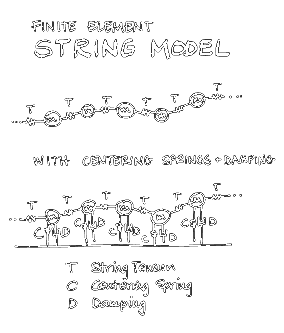 FINITE ELEMENT
STRING MODEL
T T T T T T
m m m m m
WITH CENTERING SPRINGS + DAMPING
T T T T T T
m m m m m
C D C D C D C D C D
T String Tension
C Centering Spring
D Damping